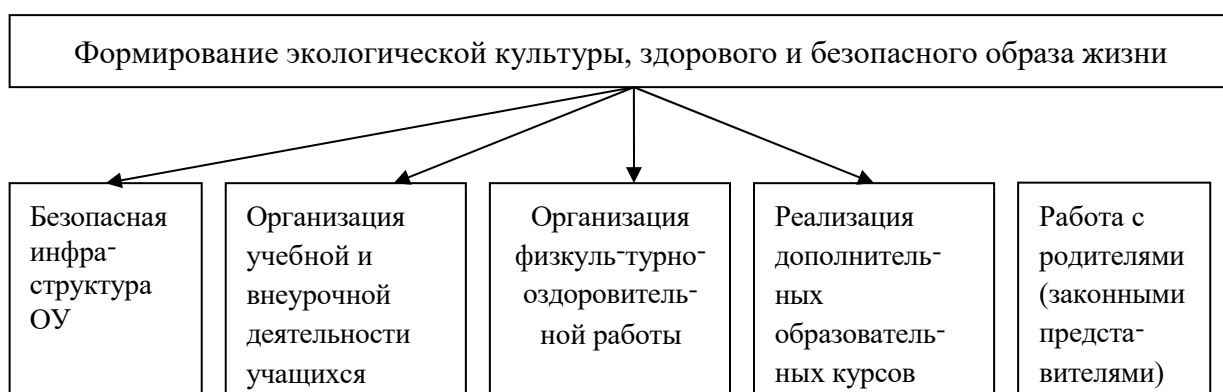 Формирование экологической культуры, здорового и безопасного образа жизни
Безопасная
инфра-
структура
ОУ
Организация
учебной и
внеурочной
деятельности
учащихся
Организация
физкуль-турно-
оздоровитель-
ной работы
Реализация
дополнитель-
ных
образователь-
ных курсов
Работа с
родителями
(законными
предста-
вителями)